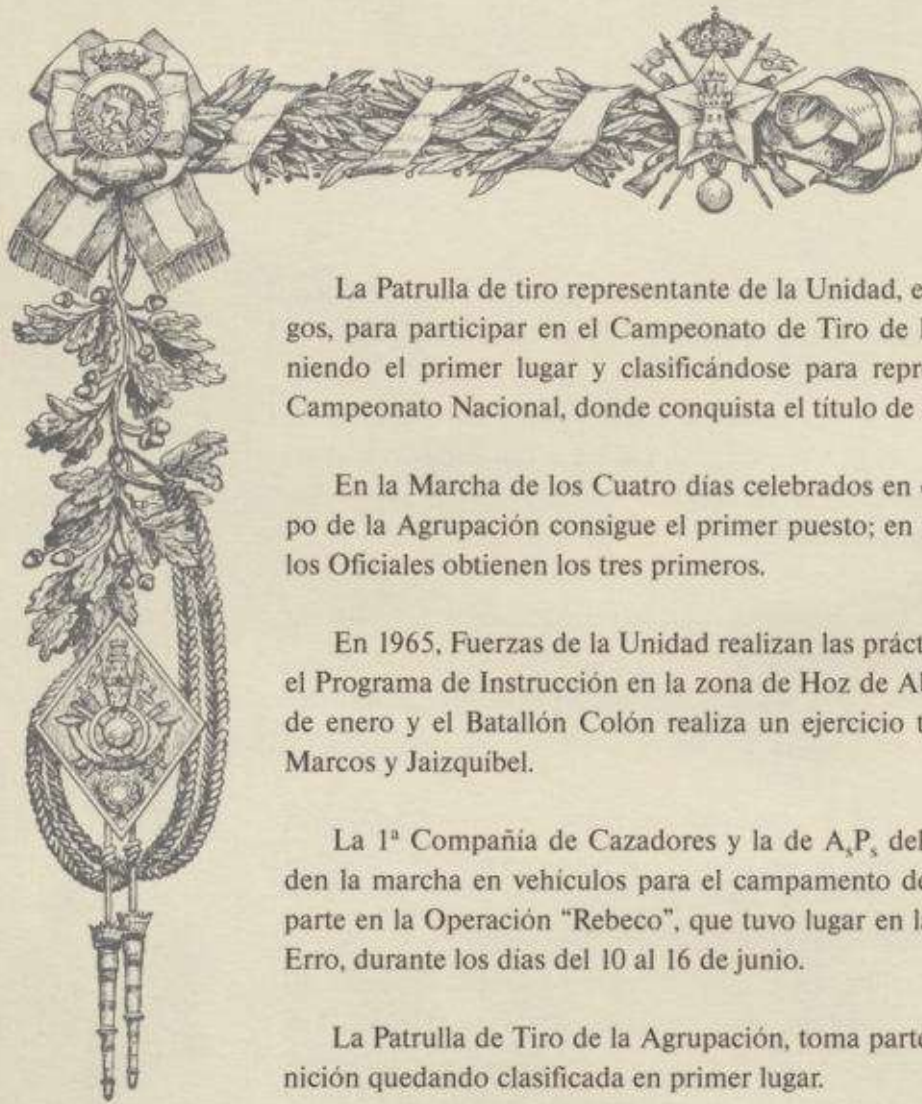 La Patrulla de tiro representante de la Unidad, e
gos, para participar en el Campeonato de Tiro de
niendo el primer lugar y clasificándose para repr
Campeonato Nacional, donde conquista el título de
En la Marcha de los Cuatro días celebrados en
po de la Agrupación consigue el primer puesto; en
los Oficiales obtienen los tres primeros.
En 1965, Fuerzas de la Unidad realizan las práct
el Programa de Instrucción en la zona de Hoz de Al
de enero y el Batallón Colón realiza un ejercicio t
Marcos y Jaizquíbel.
La 1ª Compañía de Cazadores y la de AsPs del
den la marcha en vehículos para el campamento de
parte en la Operación “Rebeco”, que tuvo lugar en l
Erro, durante los días del 10 al 16 de junio.
La Patrulla de Tiro de la Agrupación, toma parte
nición quedando clasificada en primer lugar.